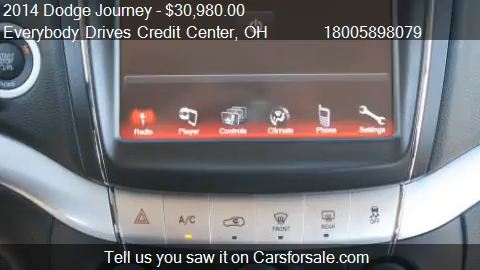 2014 Dodge Journey - $30,980.00
Everybody Drives Credit Center, OH 18005898079
Radio Player Controls Climate Phone Settings
A/C FRONT REAR OFF
Tell us you saw it on Carsforsale.com